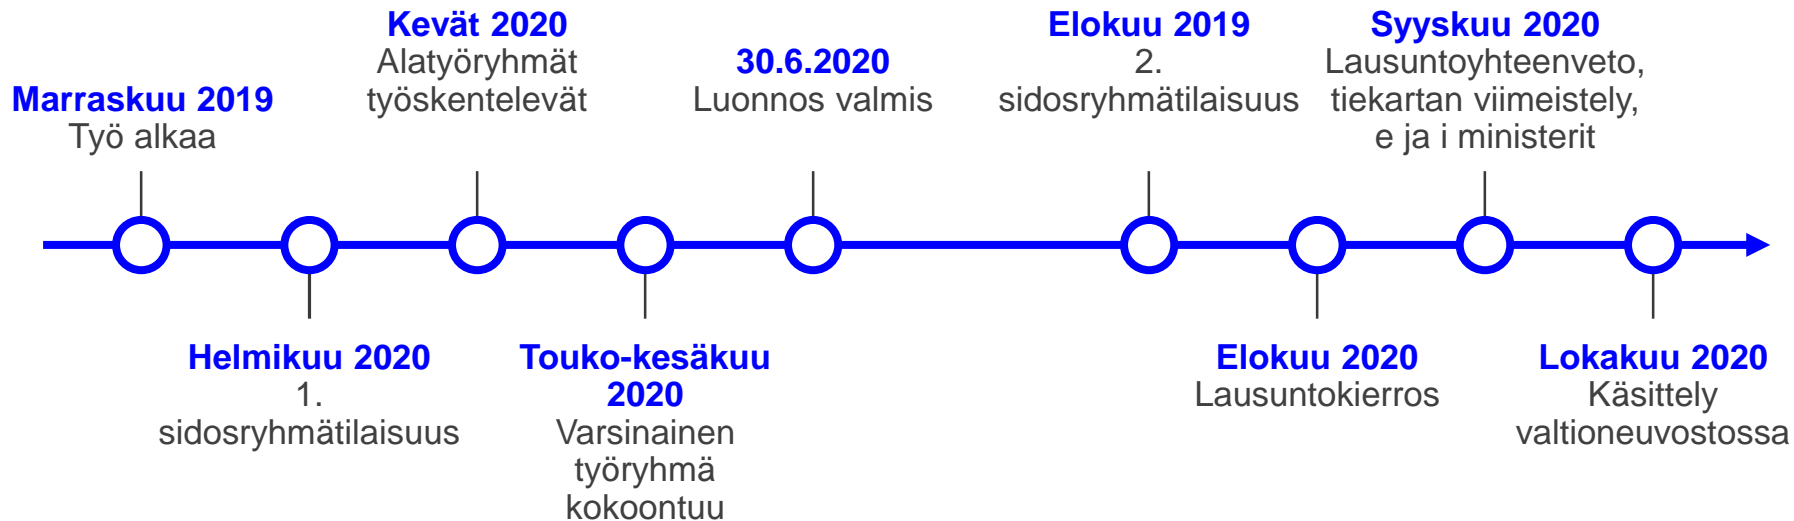 Marraskuu 2019
Työ alkaa
Helmikuu 2020
1.
sidosryhmätilaisuus
Kevät 2020
Alatyöryhmät
työskentelevät
Touko-kesäkuu
2020
Varsinainen
työryhmä
kokoontuu
30.6.2020
Luonnos valmis
Elokuu 2019
2.
sidosryhmätilaisuus
Elokuu 2020
Lausuntokierros
Syyskuu 2020
Lausuntoyhteenveto,
tiekartan viimeistely,
e ja i ministerit
Lokakuu 2020
Käsittely
valtioneuvostossa